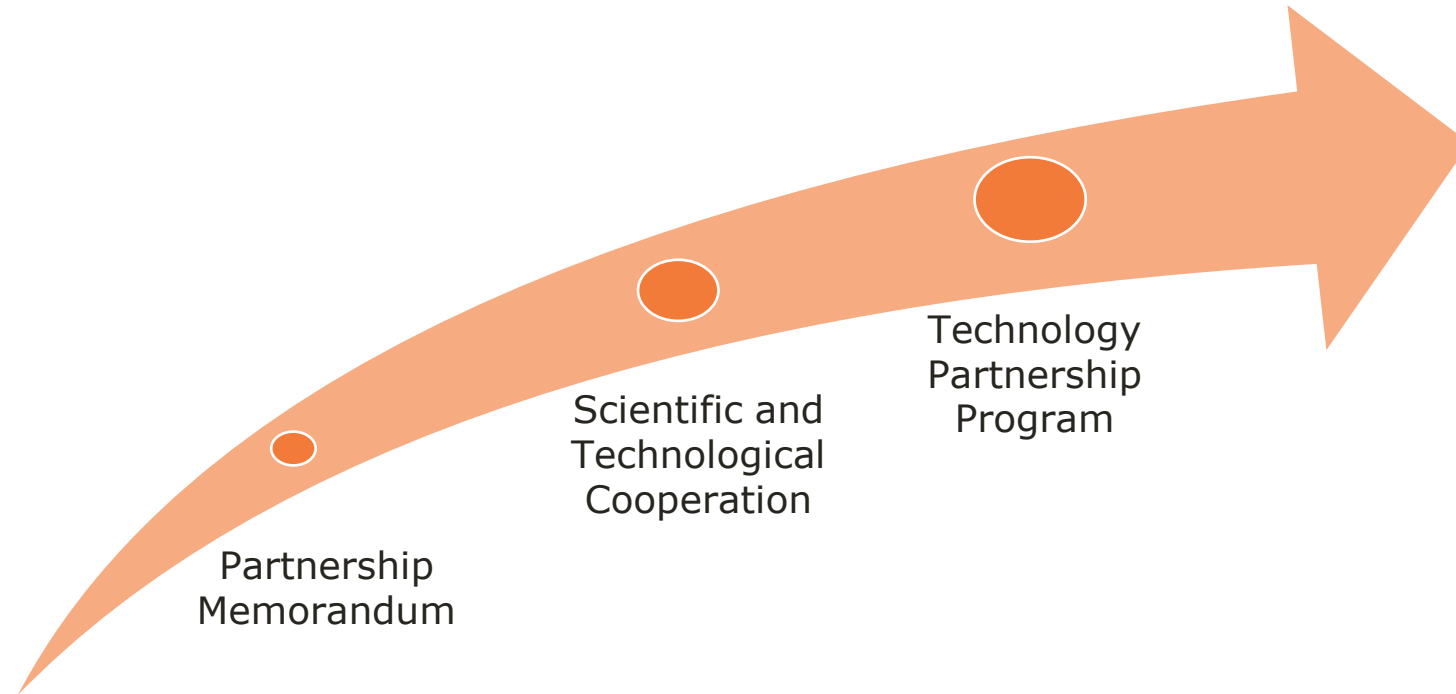 Partnership
Memorandum
Scientific and
Technological
Cooperation
Technology
Partnership
Program